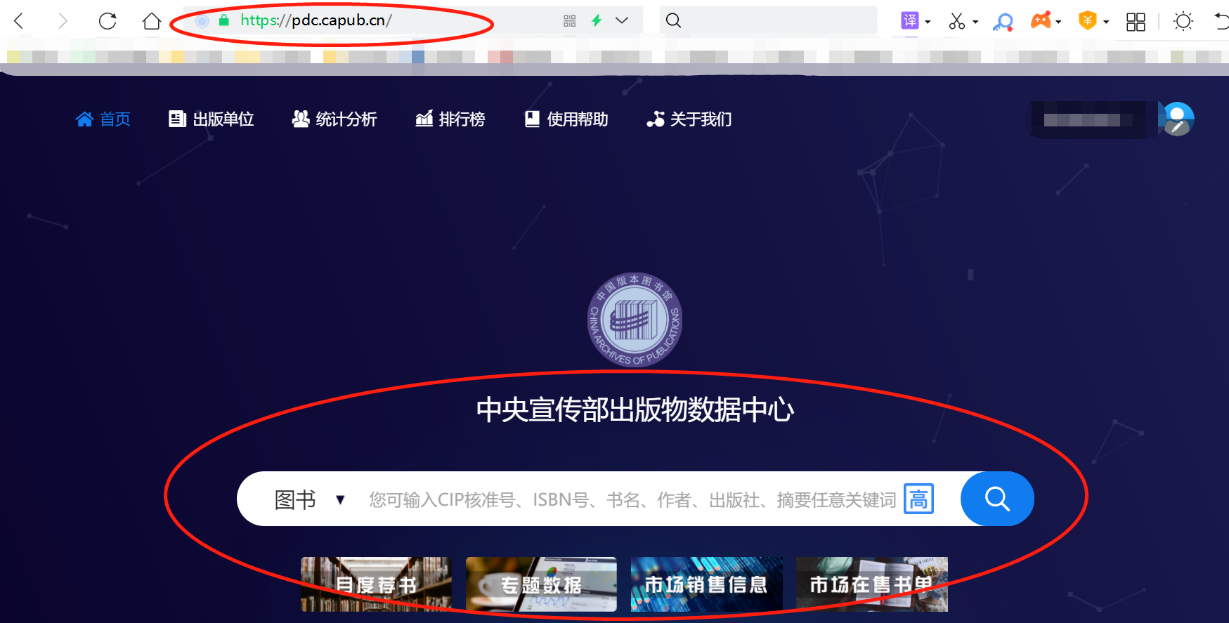 https://pdc.capub.cn/
译
首页 出版单位 统计分析 排行榜 使用帮助 关于我们
中国版本图书馆
CHINA ARCHIVES OF PUBLICATIONS
中央宣传部出版物数据中心
图书 ▼ 您可输入CIP核准号、ISBN号、书名、作者、出版社、摘要任意关键词 高
月度荐书 专题数据 市场销售信息 市场在售书单